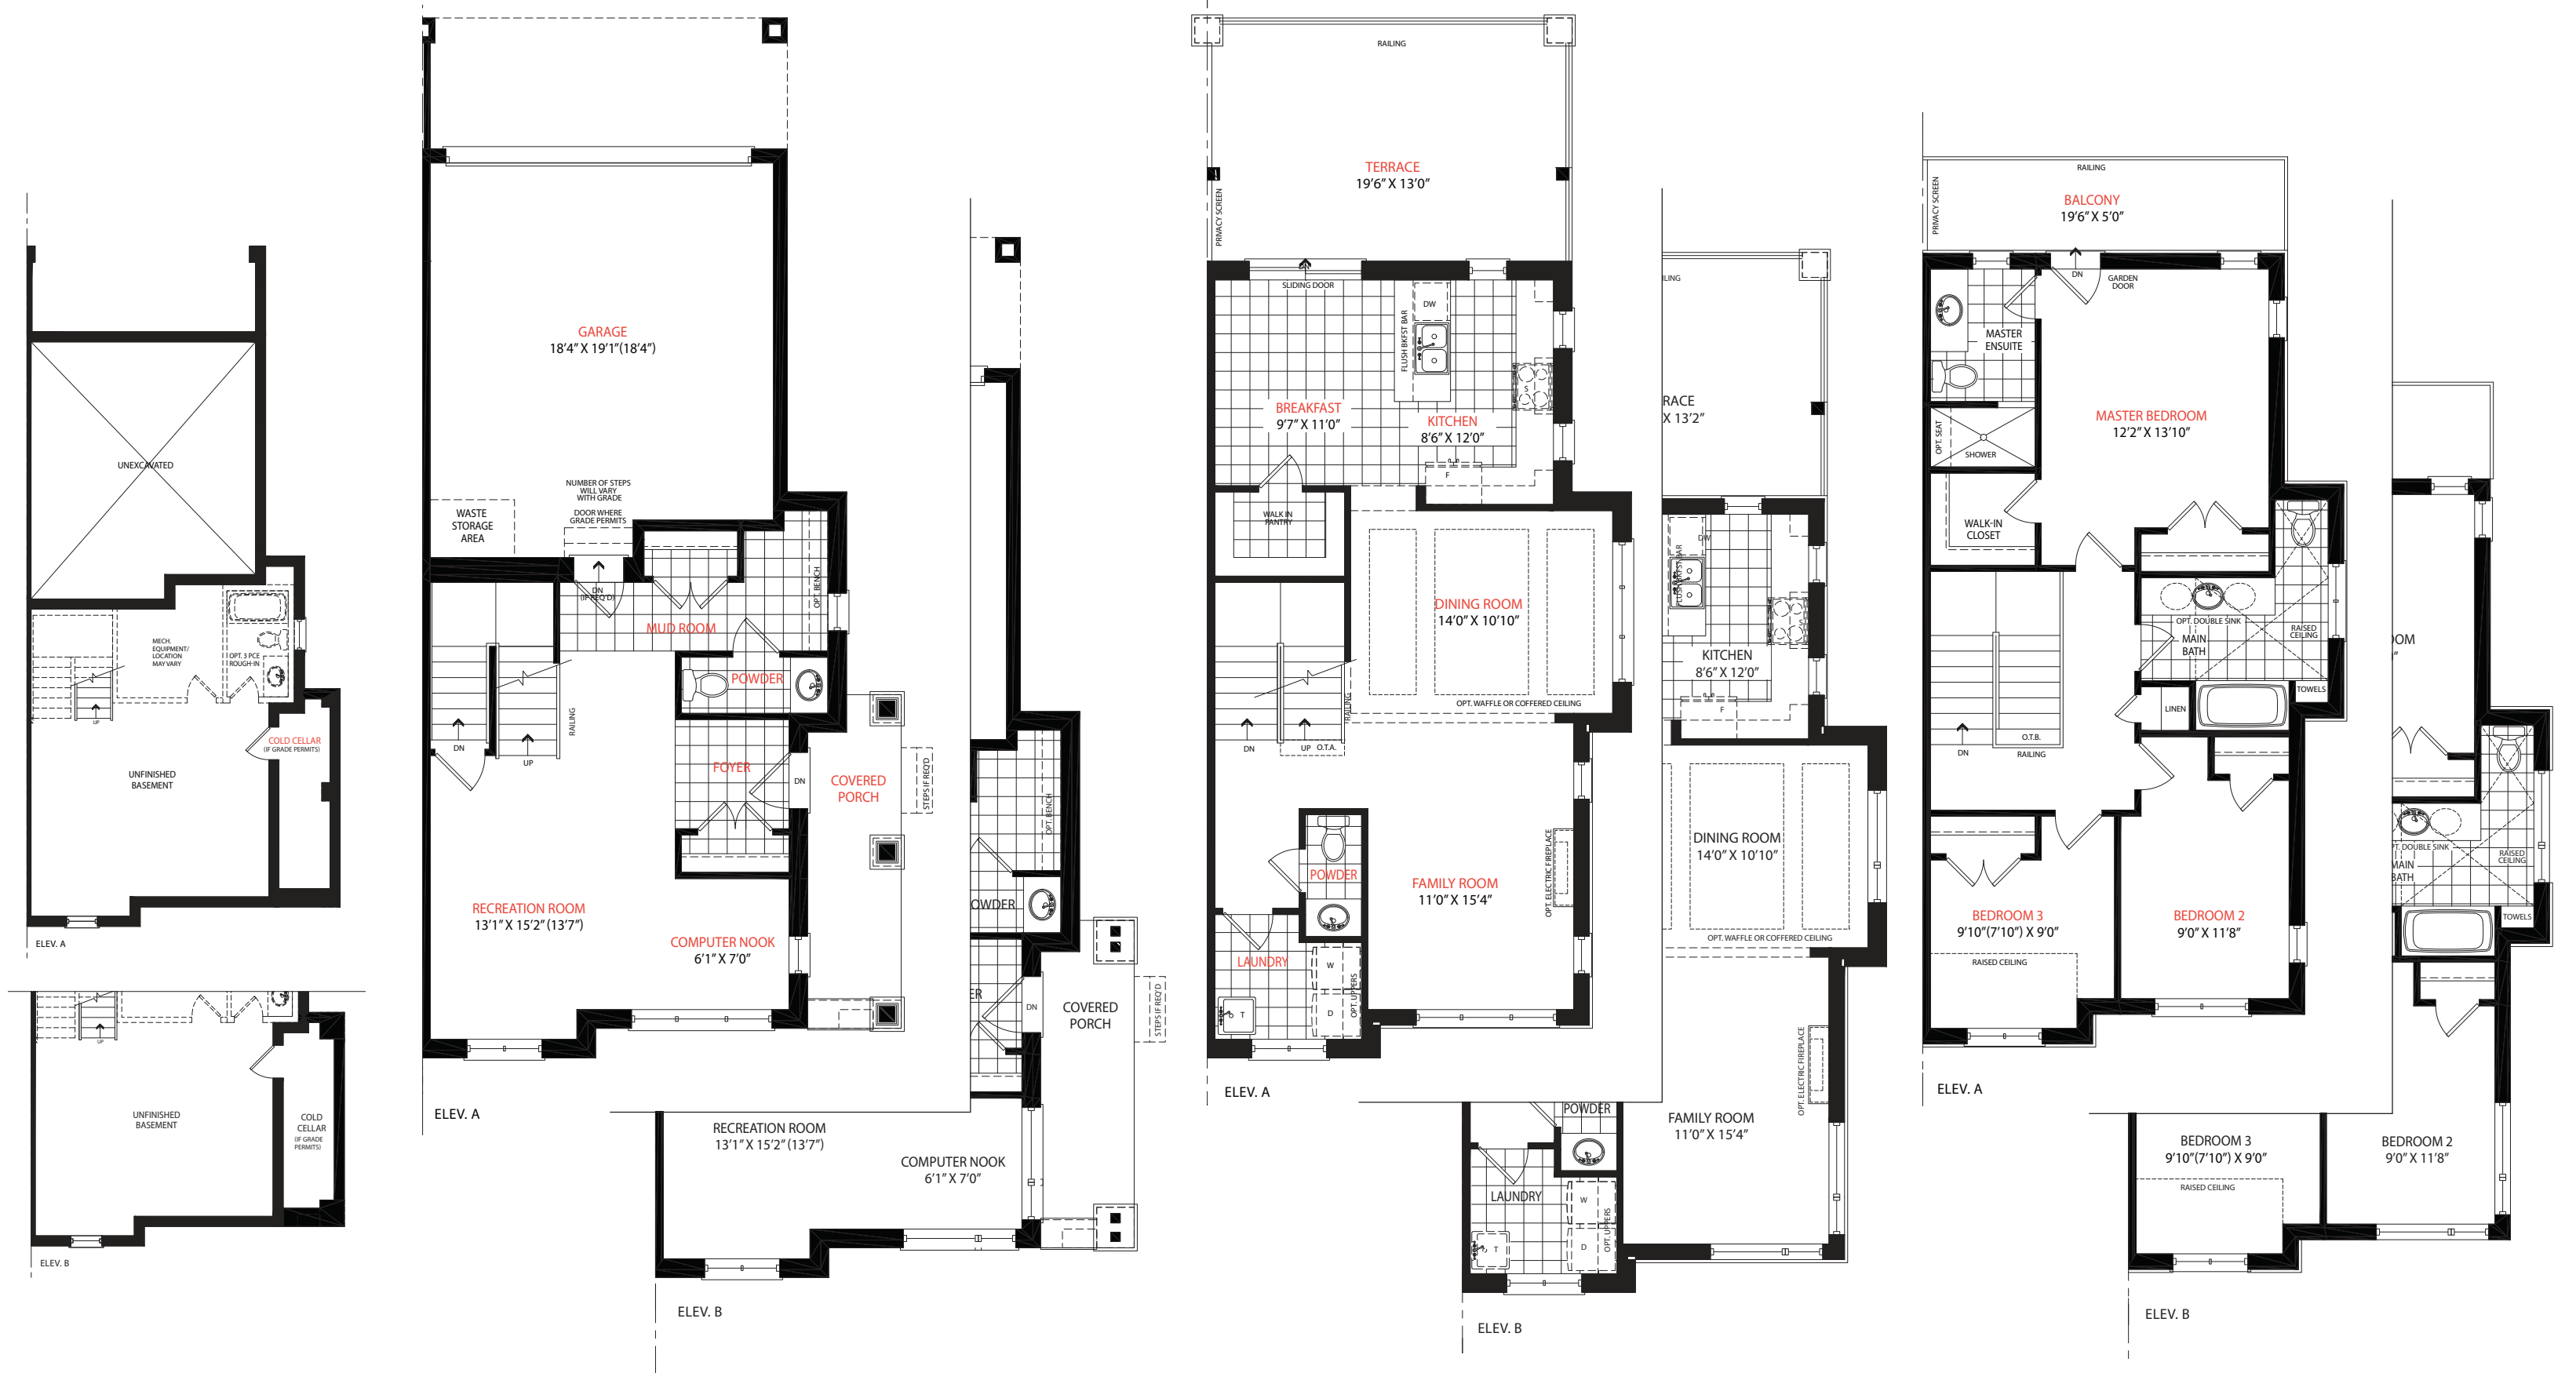 UNEXCAVATED
MECH.
EQUIPMENT/
LOCATION
MAY VARY
OPT. 3 PCE
ROUGH-IN
UP
COLD CELLAR
(IF GRADE PERMITS)
UNFINISHED
BASEMENT
ELEV. A
UP
UNFINISHED
BASEMENT
COLD
CELLAR
(IF GRADE
PERMITS)
ELEV. B
GARAGE
18'4" X 19'1"(18'4")
NUMBER OF STEPS
WILL VARY
WITH GRADE
DOOR WHERE
GRADE PERMITS
WASTE
STORAGE
AREA
DN
(IF REQ'D)
OPT. BENCH
MUD ROOM
POWDER
RAILING
DN
UP
FOYER
DN
COVERED
PORCH
STEPS IF REQ'D
RECREATION ROOM
13'1" X 15'2" (13'7")
COMPUTER NOOK
6'1" X 7'0"
ELEV. A
OPT. BENCH
OWDER
ER
DN
COVERED
PORCH
STEPS IF REQ'D
RECREATION ROOM
13'1" X 15'2" (13'7")
COMPUTER NOOK
6'1" X 7'0"
ELEV. B
RAILING
TERRACE
19'6" X 13'0"
PRIVACY SCREEN
SLIDING DOOR
DW
FLUSH BKFST BAR
S
BREAKFAST
9'7" X 11'0"
KITCHEN
8'6" X 12'0"
F
WALK IN
PANTRY
DINING ROOM
14'0" X 10'10"
OPT. WAFFLE OR COFFERED CEILING
RAILING
DN
UP
O.T.A.
POWDER
FAMILY ROOM
11'0" X 15'4"
OPT. ELECTRIC FIREPLACE
LAUNDRY
W
D
OPT. UPPERS
T
ELEV. A
ILING
RACE
X 13'2"
DW
FLUSH BKFST BAR
KITCHEN
8'6" X 12'0"
F
DINING ROOM
14'0" X 10'10"
OPT. WAFFLE OR COFFERED CEILING
OPT. ELECTRIC FIREPLACE
POWDER
FAMILY ROOM
11'0" X 15'4"
LAUNDRY
W
D
OPT. UPPERS
T
ELEV. B
RAILING
PRIVACY SCREEN
BALCONY
19'6" X 5'0"
DN
GARDEN
DOOR
MASTER
ENSUITE
MASTER BEDROOM
12'2" X 13'10"
OPT. SEAT
SHOWER
WALK-IN
CLOSET
OPT. DOUBLE SINK
MAIN
BATH
RAISED
CEILING
TOWELS
LINEN
DN
O.T.B.
RAILING
BEDROOM 3
9'10"(7'10") X 9'0"
RAISED CEILING
BEDROOM 2
9'0" X 11'8"
ELEV. A
OOM
"
PT. DOUBLE SINK
MAIN
BATH
RAISED
CEILING
TOWELS
BEDROOM 3
9'10"(7'10") X 9'0"
RAISED CEILING
BEDROOM 2
9'0" X 11'8"
ELEV. B